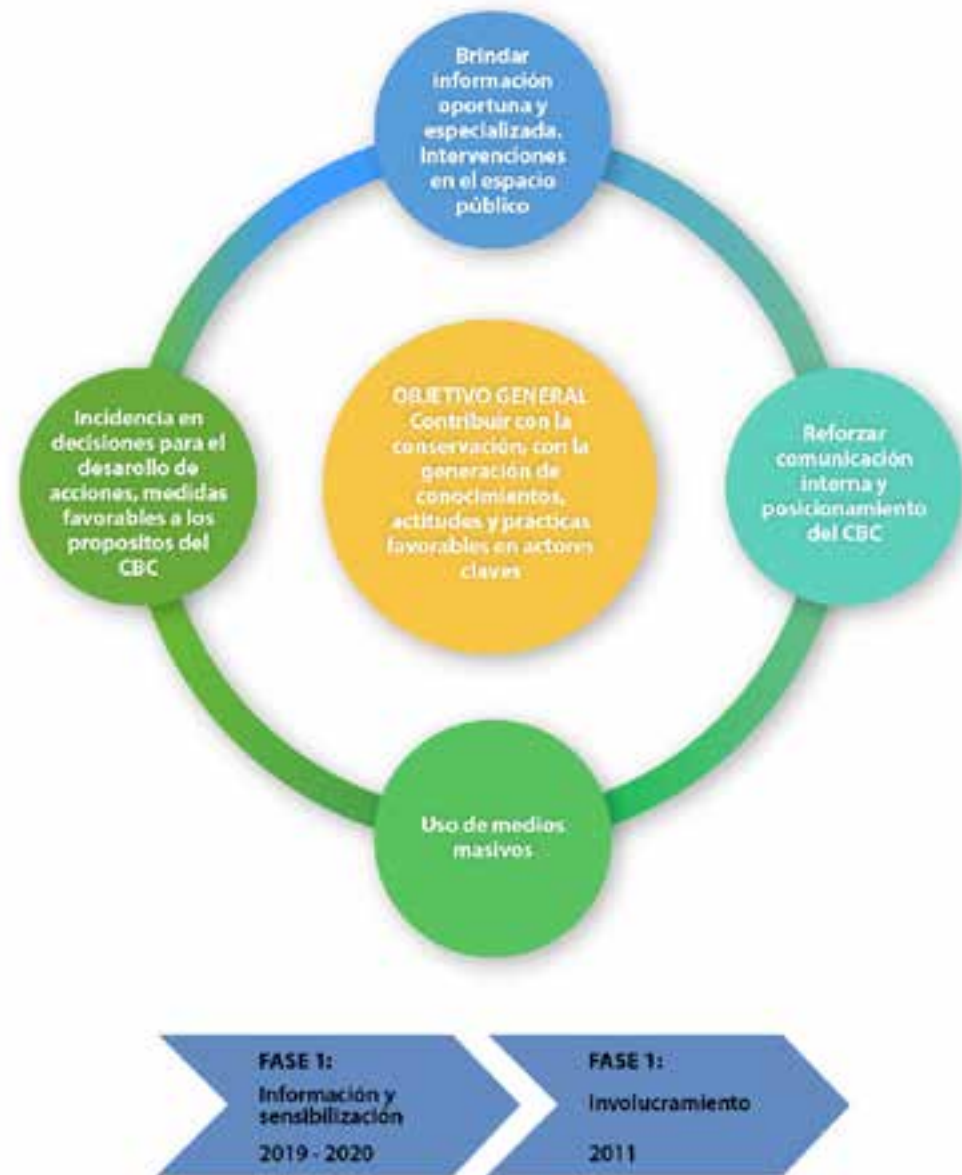 Brindar
información
oportuna y
especializada.
Intervenciones
en el espacio
público
Incidencia en
decisiones para el
desarollo de
acciones, medidas
favorables a los
propositos del
CBC
OBJETIVO GENERAL
Contribuir con la
conservación, con la
generación de
conocimientos,
actitudes y prácticas
favorables en actores
claves
Reforzar
comunicación
interna y
posicionamiento
del CBC
Uso de medios
masivos
FASE 1:
Información y
sensibilización
2019 - 2020
FASE 1:
Involucramiento
2011